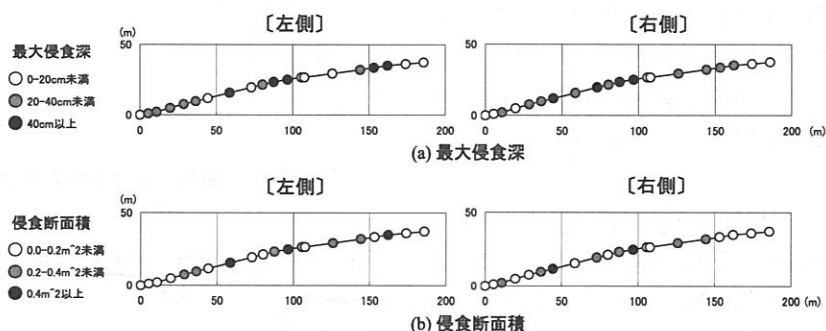 〔左側〕 〔右側〕
(m)
最大侵食深
0-20cm未満
20-40cm未満
40cm以上
50
0
0 50 100 150 200
50
0
0 50 100 150 200 (m)
(a) 最大侵食深
〔左側〕 〔右側〕
(m)
侵食断面積
0.0-0.2m^2未満
0.2-0.4m^2未満
0.4m^2以上
50
0
0 50 100 150 200
50
0
0 50 100 150 200 (m)
(b) 侵食断面積